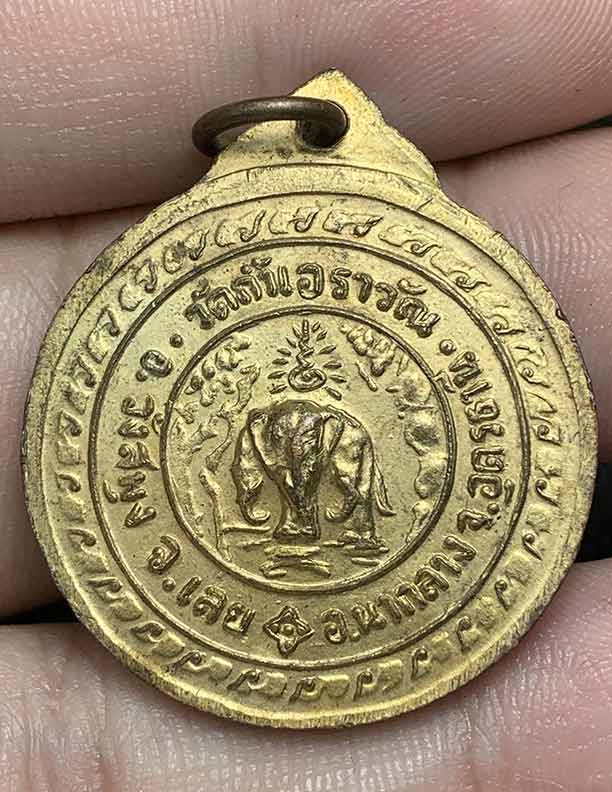 วัดถ้ำเอราวัณ
อ. วังสพุง จ.เลย
อ.นากลาง จ.อุดรธานี